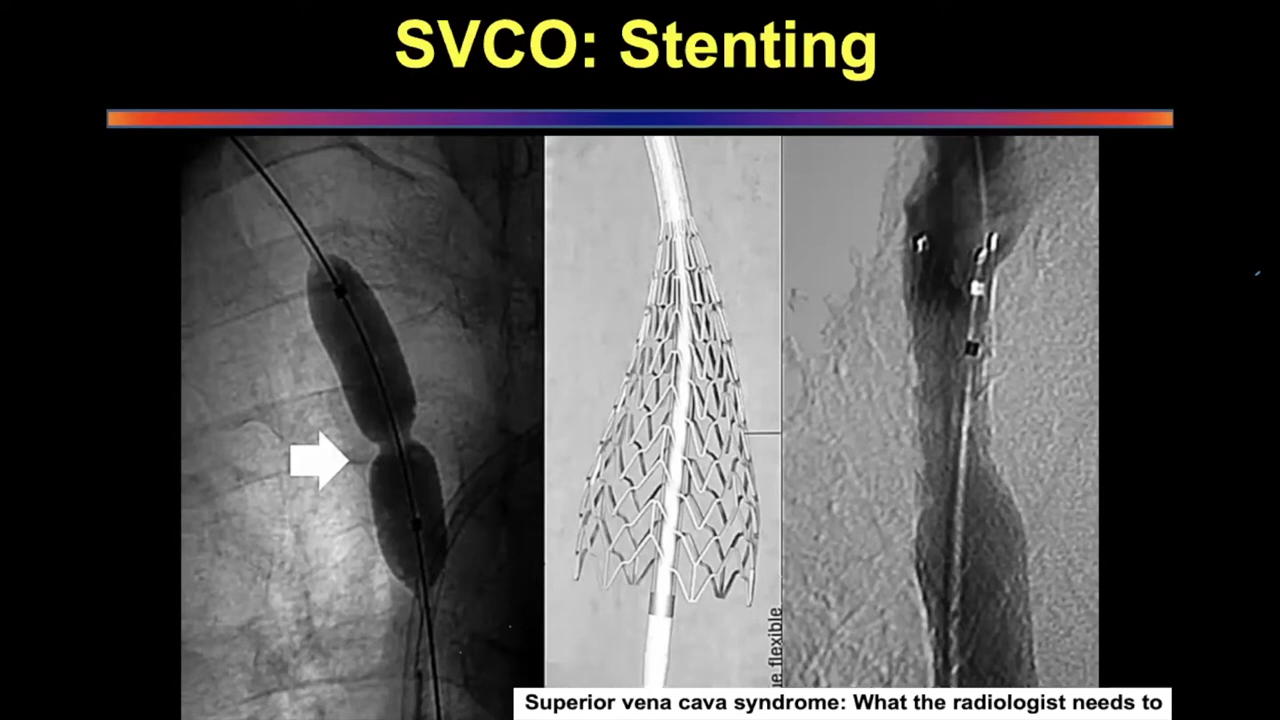 SVCO: Stenting
e flexible
Superior vena cava syndrome: What the radiologist needs to